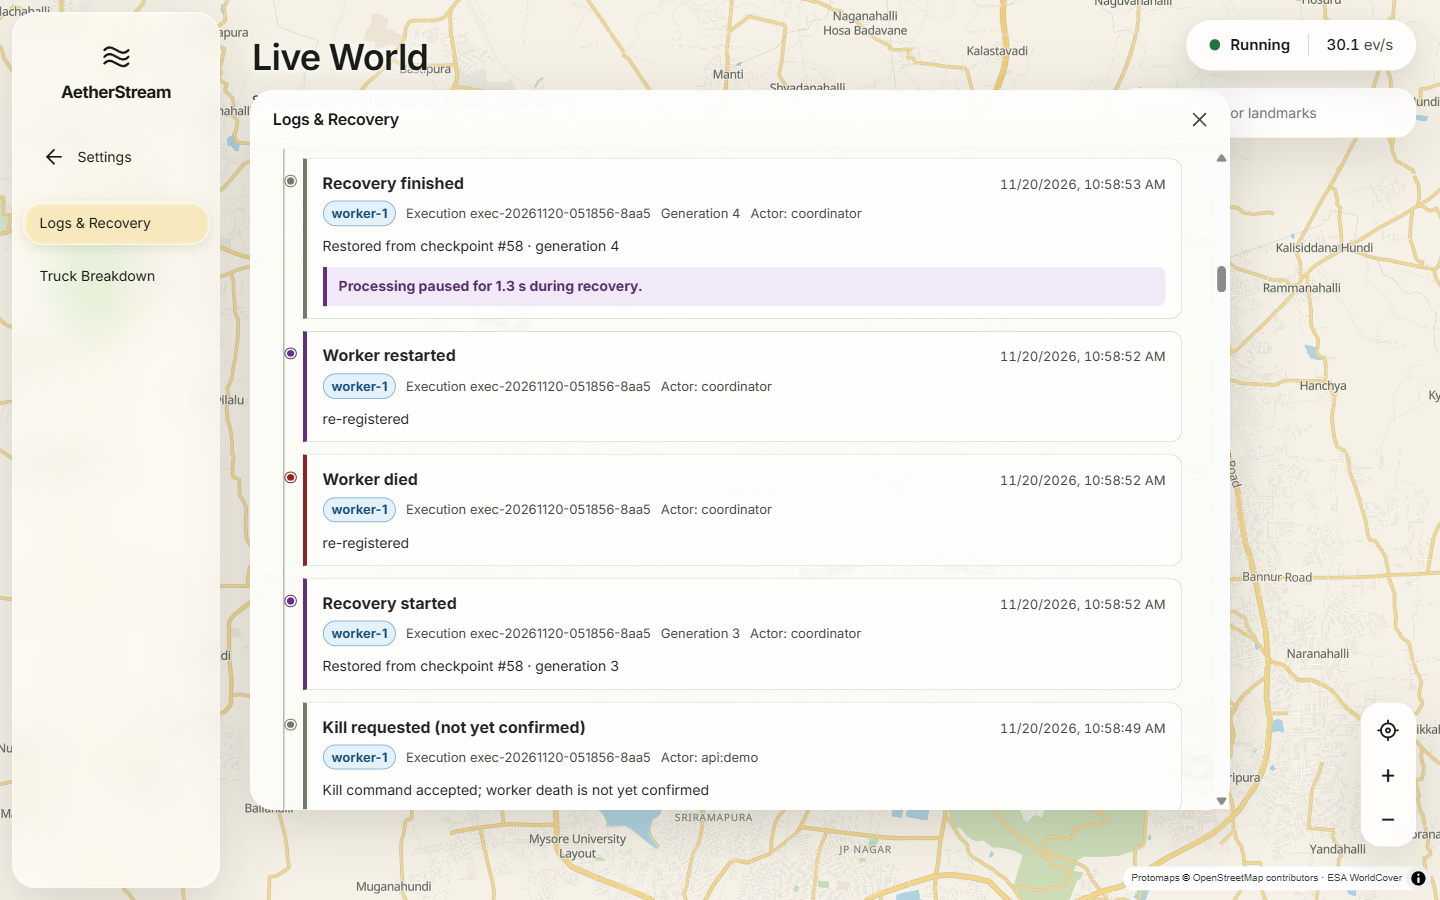 AetherStream
Settings
Logs & Recovery
Truck Breakdown
Live World
Running
30.1 ev/s
or landmarks
Logs & Recovery
Recovery finished
11/20/2026, 10:58:53 AM
worker-1 Execution exec-20261120-051856-8aa5 Generation 4 Actor: coordinator
Restored from checkpoint #58 · generation 4
Processing paused for 1.3 s during recovery.
Worker restarted
11/20/2026, 10:58:52 AM
worker-1 Execution exec-20261120-051856-8aa5 Actor: coordinator
re-registered
Worker died
11/20/2026, 10:58:52 AM
worker-1 Execution exec-20261120-051856-8aa5 Actor: coordinator
re-registered
Recovery started
11/20/2026, 10:58:52 AM
worker-1 Execution exec-20261120-051856-8aa5 Generation 3 Actor: coordinator
Restored from checkpoint #58 · generation 3
Kill requested (not yet confirmed)
11/20/2026, 10:58:49 AM
worker-1 Execution exec-20261120-051856-8aa5 Actor: api:demo
Kill command accepted; worker death is not yet confirmed
Naganahalli
Hosa Badavane
Kalastavadi
Manti
Shyadanahalli
Naguvanahalli
Kalisiddana Hundi
Rammanahalli
Hanchya
Road
Bannur Road
Naranahalli
Yandahalli
SRIRAMAPURA
Mysore University
Layout
JP NAGAR
Muganahundi
Protomaps © OpenStreetMap contributors · ESA WorldCover